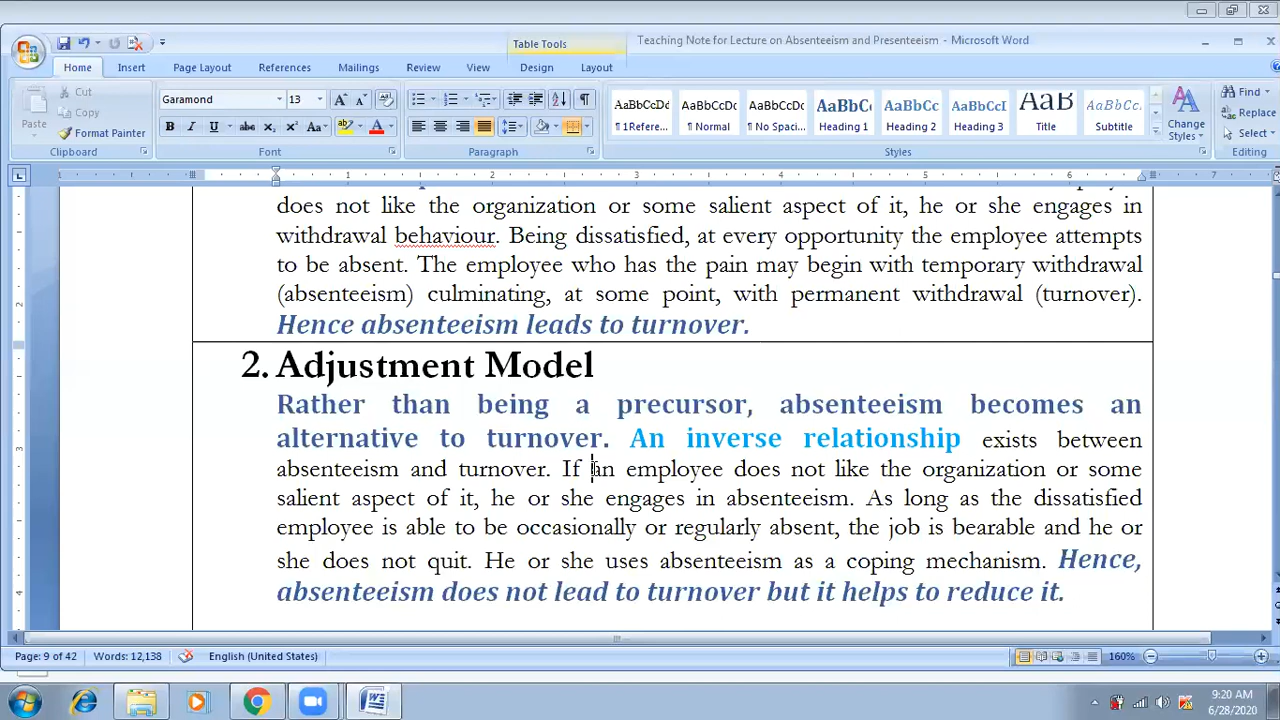 Table Tools
Teaching Note for Lecture on Absenteeism and Presenteeism - Microsoft Word
Home Insert Page Layout References Mailings Review View Design Layout
Cut
Copy
Paste
Format Painter
Clipboard
Garamond 13
Font
Paragraph
AaBbCcDd AaBbCcDc AaBbCcDc AaBbC AaBbCc AaBbCcI AaB AaBbCc.
¶ 1Refere... ¶ Normal ¶ No Spaci... Heading 1 Heading 2 Heading 3 Title Subtitle
Change Styles
Styles
Find
Replace
Select
Editing
does not like the organization or some salient aspect of it, he or she engages in
withdrawal behaviour. Being dissatisfied, at every opportunity the employee attempts
to be absent. The employee who has the pain may begin with temporary withdrawal
(absenteeism) culminating, at some point, with permanent withdrawal (turnover).
Hence absenteeism leads to turnover.
2. Adjustment Model
Rather than being a precursor, absenteeism becomes an
alternative to turnover. An inverse relationship exists between
absenteeism and turnover. If an employee does not like the organization or some
salient aspect of it, he or she engages in absenteeism. As long as the dissatisfied
employee is able to be occasionally or regularly absent, the job is bearable and he or
she does not quit. He or she uses absenteeism as a coping mechanism. Hence,
absenteeism does not lead to turnover but it helps to reduce it.
Page: 9 of 42 Words: 12,138 English (United States) 160%
9:20 AM
6/28/2020